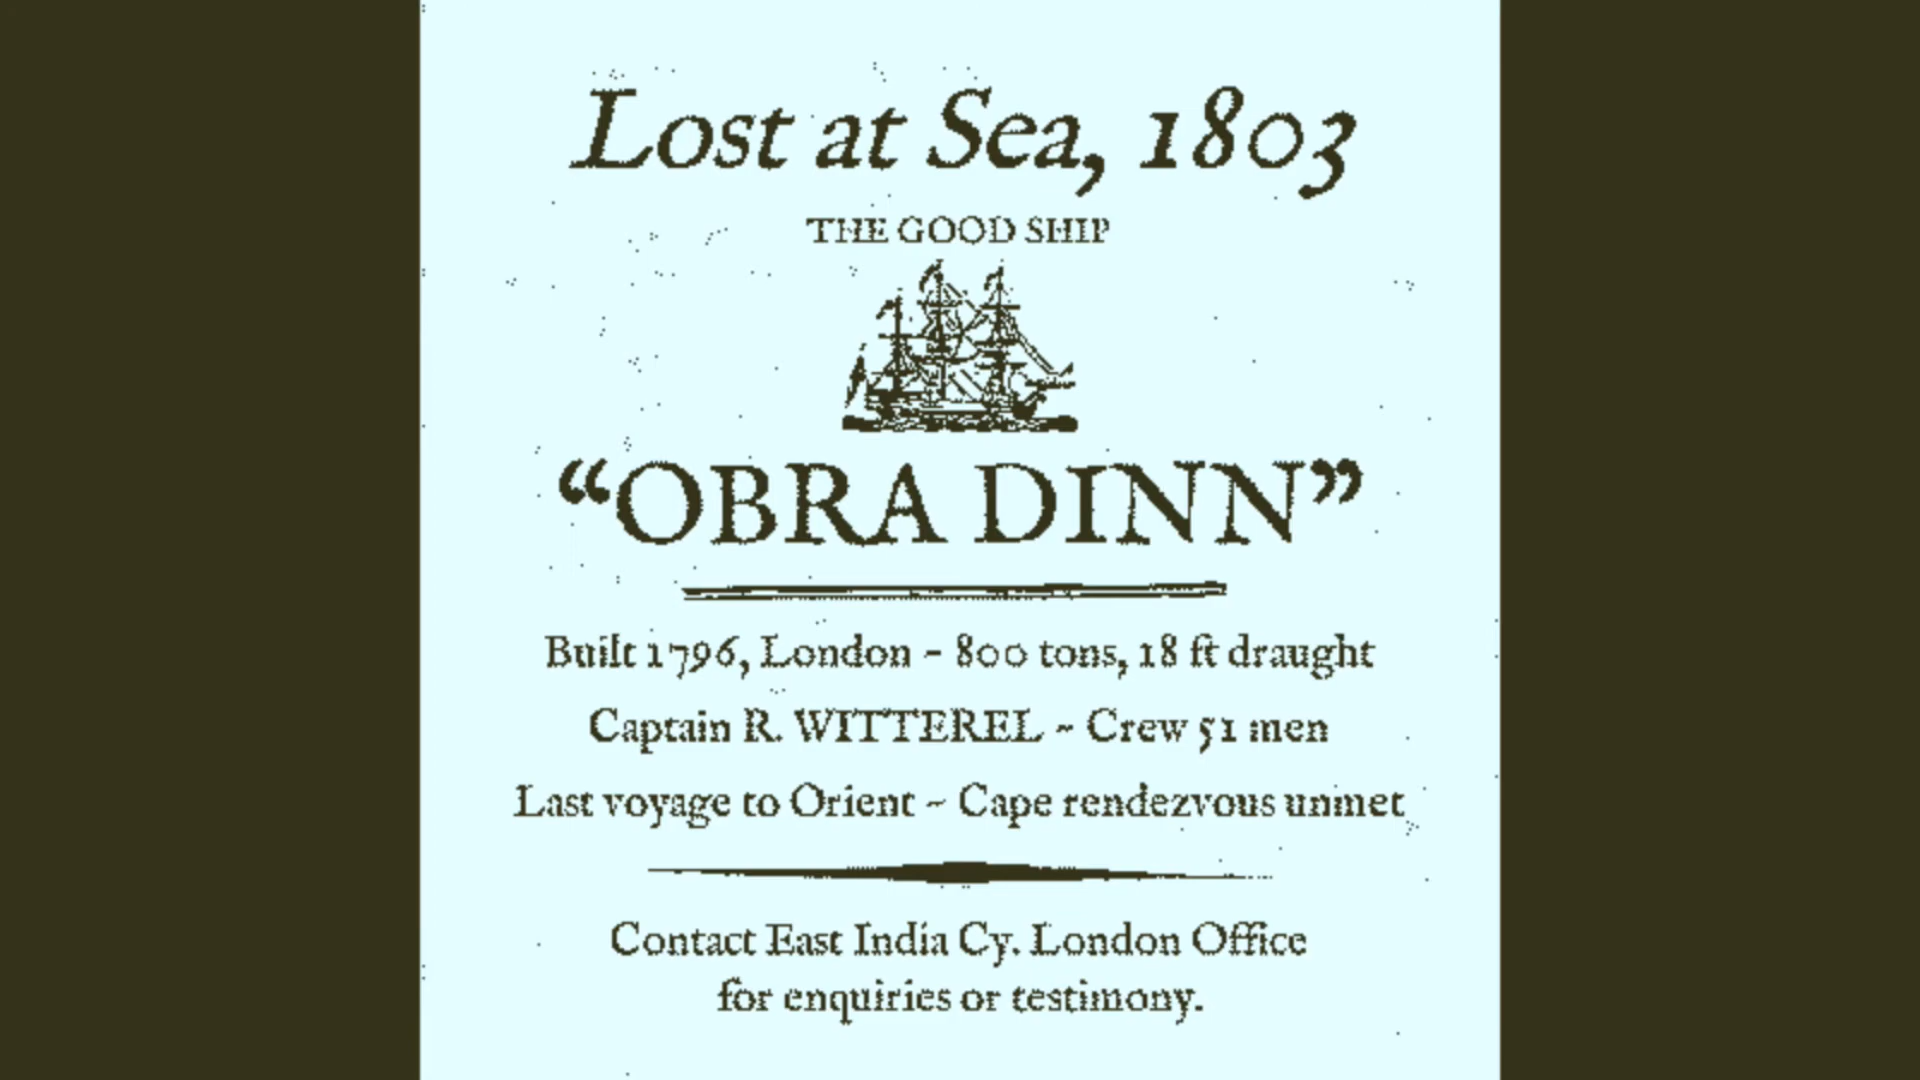 Lost at Sea, 1803
THE GOOD SHIP
“OBRA DINN”
Built 1796, London ~ 800 tons, 18 ft draught
Captain R. WITTEREL ~ Crew 51 men
Last voyage to Orient ~ Cape rendezvous unmet
Contact East India Cy. London Office
for enquiries or testimony.